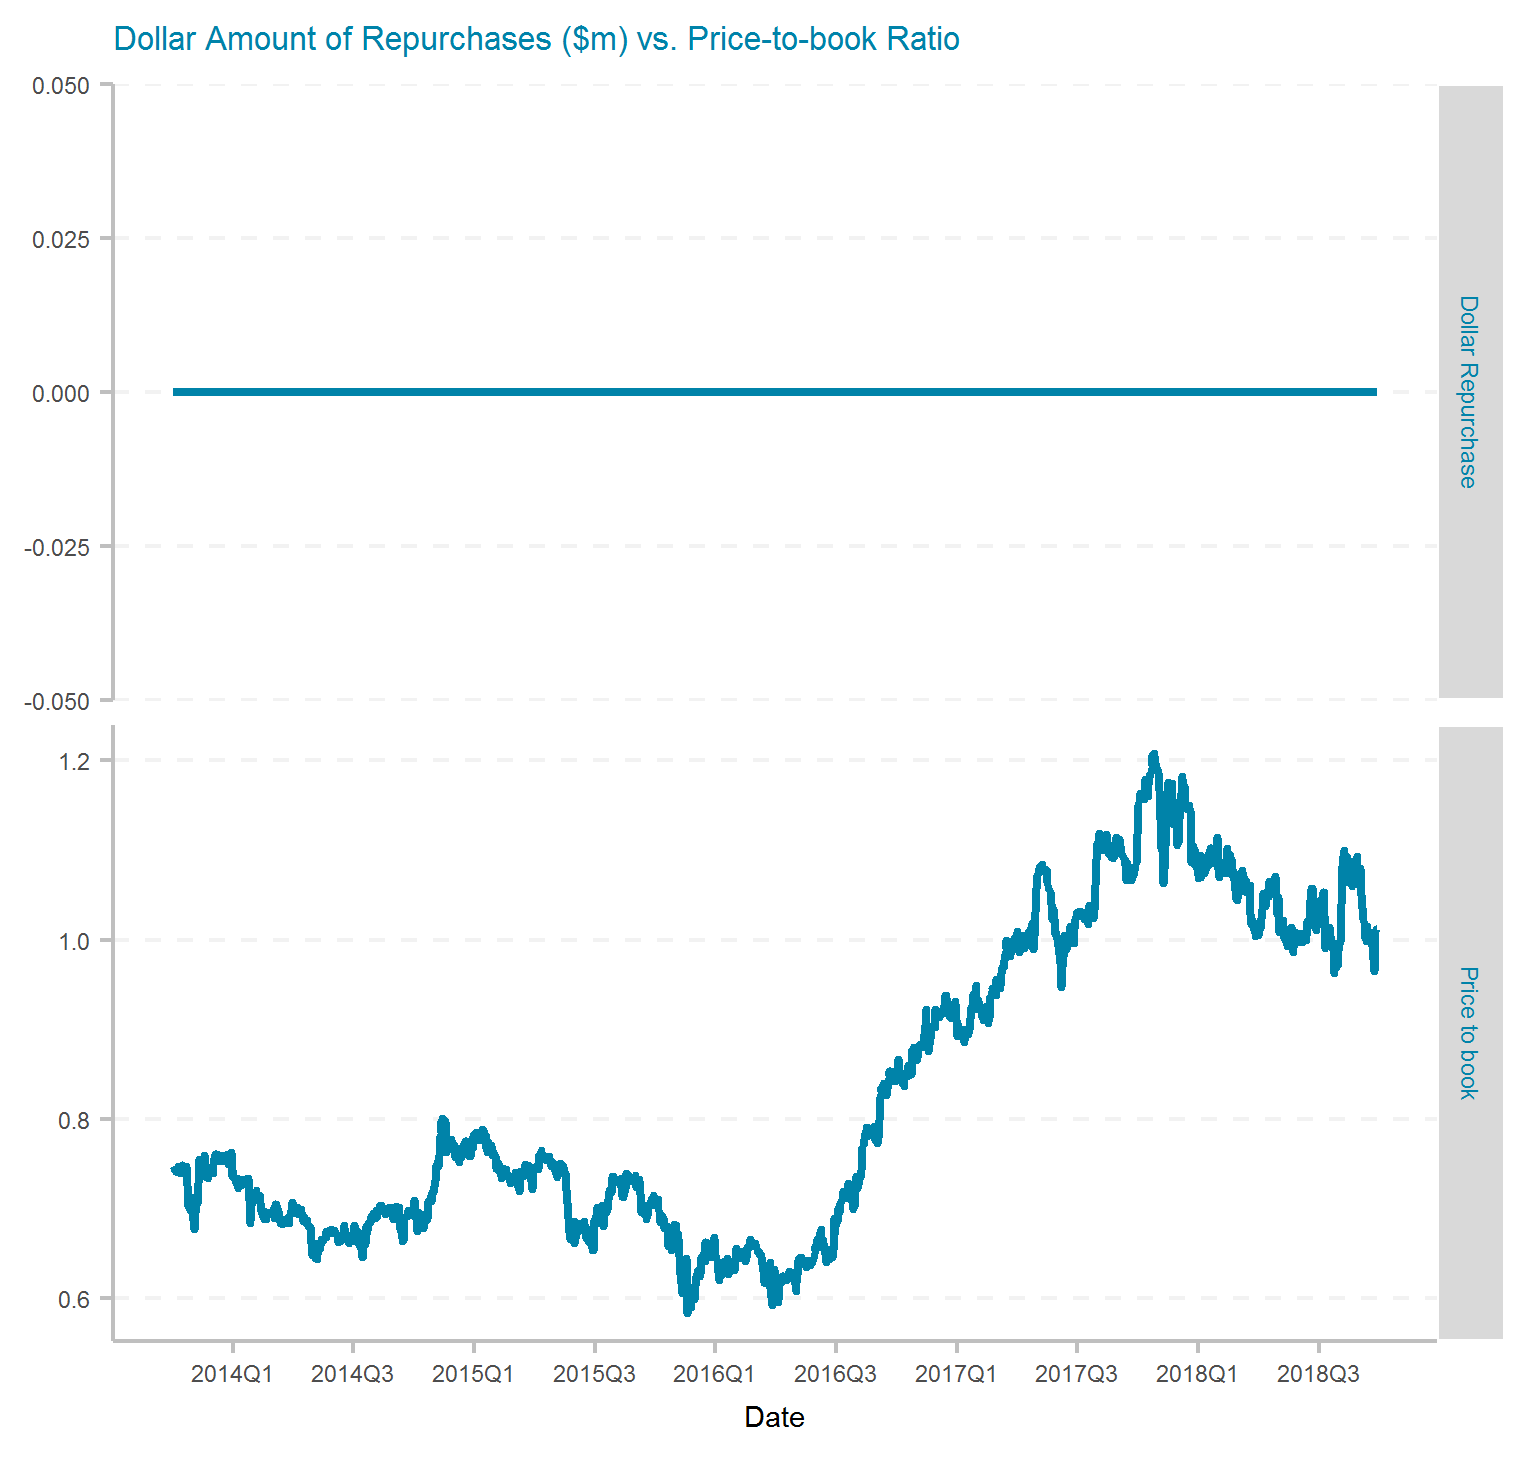 Dollar Amount of Repurchases ($m) vs. Price-to-book Ratio
0.050
0.025
0.000
-0.025
-0.050
Dollar Repurchase
1.2
1.0
0.8
0.6
Price to book
2014Q1 2014Q3 2015Q1 2015Q3 2016Q1 2016Q3 2017Q1 2017Q3 2018Q1 2018Q3
Date